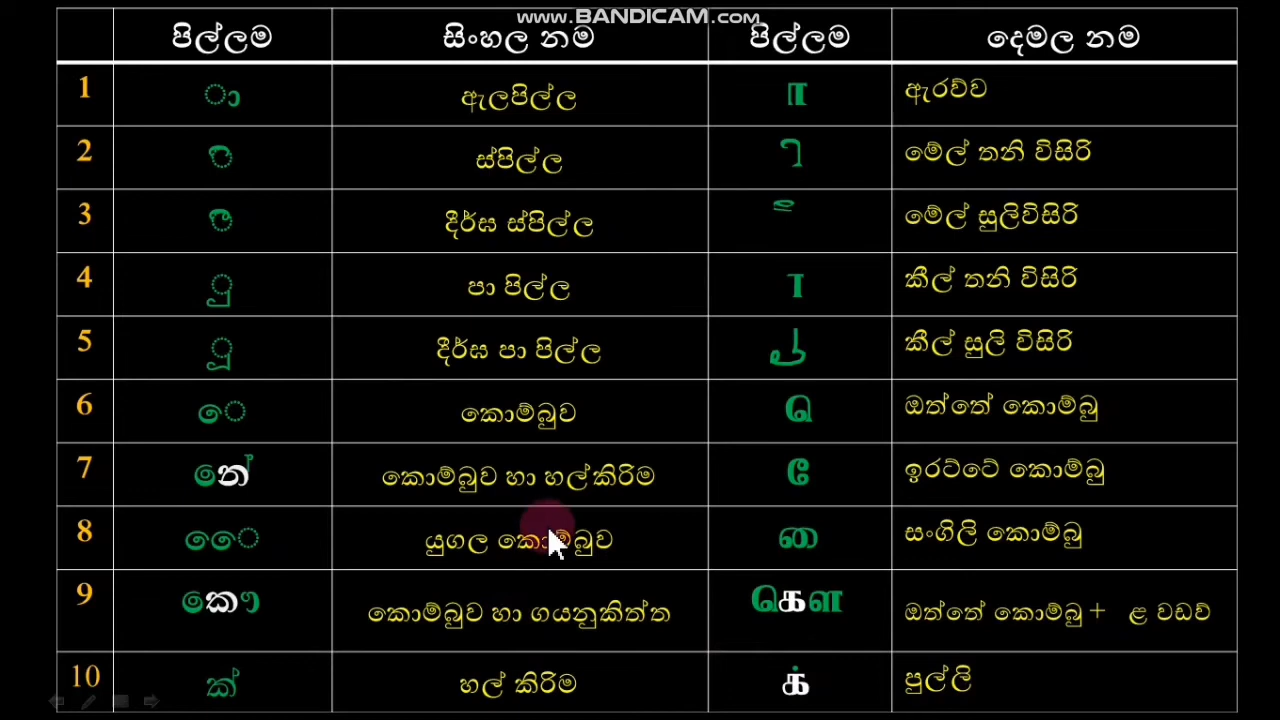 www.BANDICAM.com
පිල්ලම සිංහල නම පිල්ලම දෙමල නම
1 ා ඇලපිල්ල ா ඇරව්ව
2 ි ස්පිල්ල ி මේල් තනි විසිරි
3 ී දීර්ඝ ස්පිල්ල ී මේල් සුලිවිසිරි
4 ු පා පිල්ල කීල් තනි විසිරි
5 ූ දීර්ඝ පා පිල්ල කීල් සුලි විසිරි
6 ෙ කොම්බුව ெ ඔත්තේ කොම්බු
7 නේ කොම්බුව හා හල්කිරිම ே ඉරට්ටේ කොම්බු
8 ෛ යුගල කොම්බුව ை සංගිලි කොම්බු
9 කෞ කොම්බුව හා ගයනුකිත්ත கௌ ඔත්තේ කොම්බු + ළ වඩව්
10 ක් හල් කිරිම க் පුල්ලි